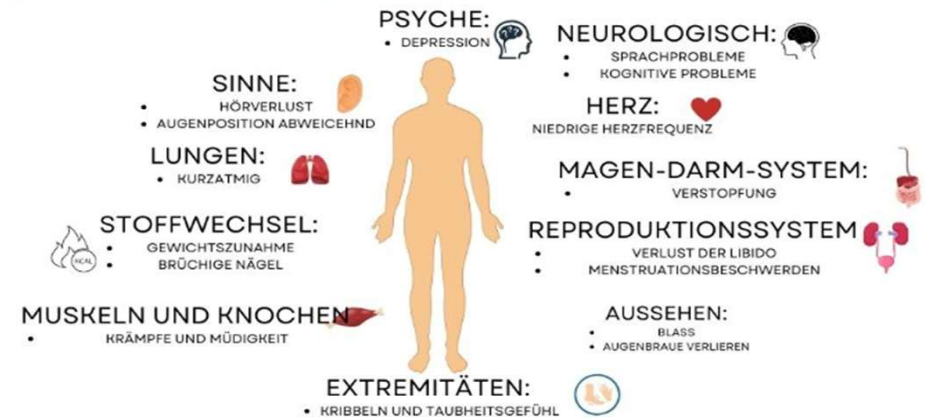 PSYCHE:
• DEPRESSION
NEUROLOGISCH:
• SPRACHPROBLEME
• KOGNITIVE PROBLEME
SINNE:
• HÖRVERLUST
• AUGENPOSITION ABWEICEHND
HERZ:
NIEDRIGE HERZFREQUENZ
LUNGEN:
• KURZATMIG
MAGEN-DARM-SYSTEM:
• VERSTOPFUNG
STOFFWECHSEL:
• GEWICHTSZUNAHME
• BRÜCHIGE NÄGEL
KCAL
REPRODUKTIONSSYSTEM
• VERLUST DER LIBIDO
• MENSTRUATIONSBESCHWERDEN
MUSKELN UND KNOCHEN
• KRÄMPFE UND MÜDIGKEIT
AUSSEHEN:
• BLASS
• AUGENBRAUE VERLIEREN
EXTREMITÄTEN:
• KRIBBELN UND TAUBHEITSGEFÜHL